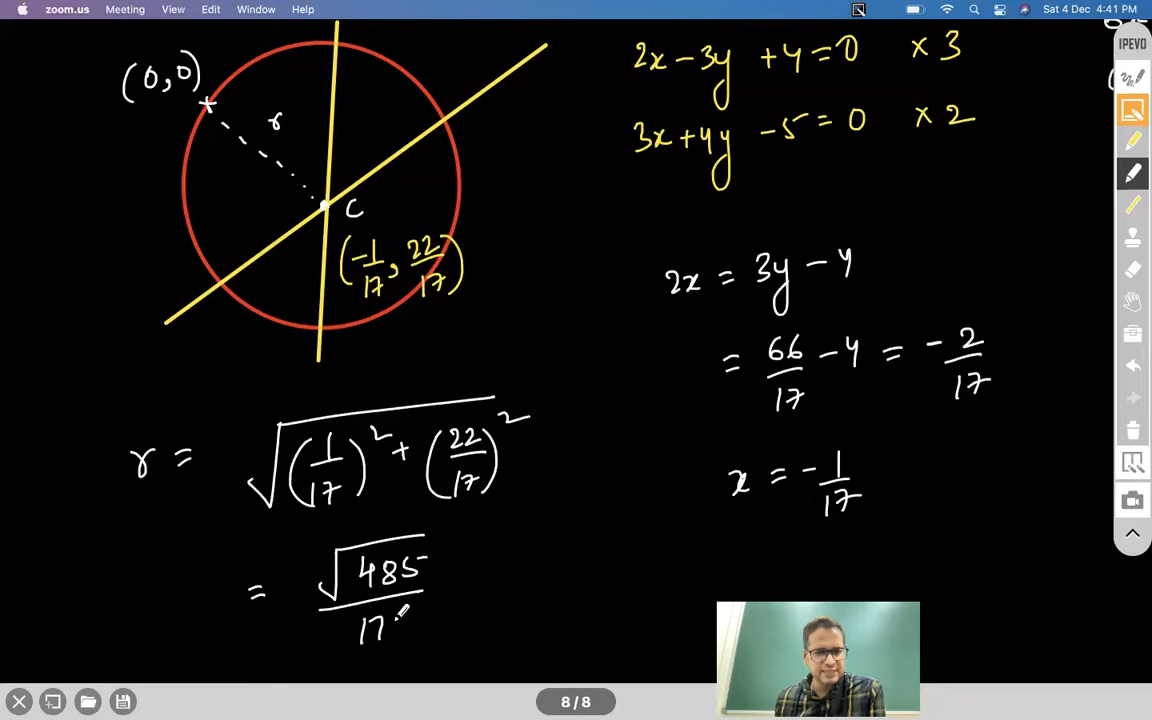 zoom.us Meeting View Edit Window Help Sat 4 Dec 4:41 PM
IPEVO
(0,0)
r
C
(-1/17, 22/17)
2x - 3y + 4 = 0 × 3
3x + 4y - 5 = 0 × 2
2x = 3y - 4
= 66/17 - 4 = -2/17
x = -1/17
r = √((1/17)² + (22/17)²)
= √485/17
8 / 8